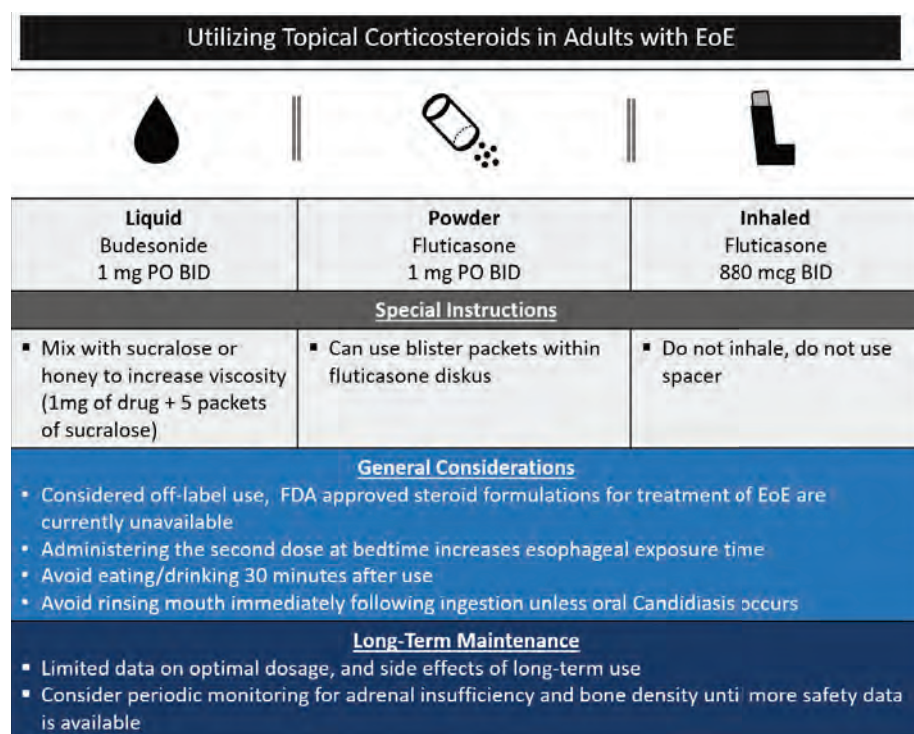 Utilizing Topical Corticosteroids in Adults with EoE
Liquid
Budesonide
1 mg PO BID
Powder
Fluticasone
1 mg PO BID
Inhaled
Fluticasone
880 mcg BID
Special Instructions
▪ Mix with sucralose or
honey to increase viscosity
(1mg of drug + 5 packets
of sucralose)
▪ Can use blister packets within
fluticasone diskus
▪ Do not inhale, do not use
spacer
General Considerations
• Considered off-label use, FDA approved steroid formulations for treatment of EoE are
currently unavailable
• Administering the second dose at bedtime increases esophageal exposure time
• Avoid eating/drinking 30 minutes after use
• Avoid rinsing mouth immediately following ingestion unless oral Candidiasis occurs
Long-Term Maintenance
▪ Limited data on optimal dosage, and side effects of long-term use
▪ Consider periodic monitoring for adrenal insufficiency and bone density until more safety data
is available